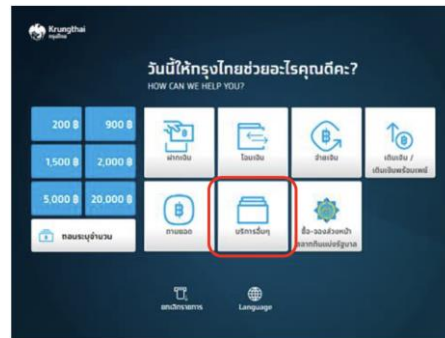 Krungthai
กรุงไทย
วันนี้ให้กรุงไทยช่วยอะไรคุณดีคะ?
HOW CAN WE HELP YOU?
200 ฿
900 ฿
1,500 ฿
2,000 ฿
5,000 ฿
20,000 ฿
ถอนระบุจำนวน
ฝากเงิน
โอนเงิน
จ่ายเงิน
เติมเงิน /
เติมเงินพร้อมเพย์
ถามยอด
บริการอื่นๆ
ซื้อ-จองล่วงหน้า
สลากกินแบ่งรัฐบาล
ยกเลิกรายการ
Language